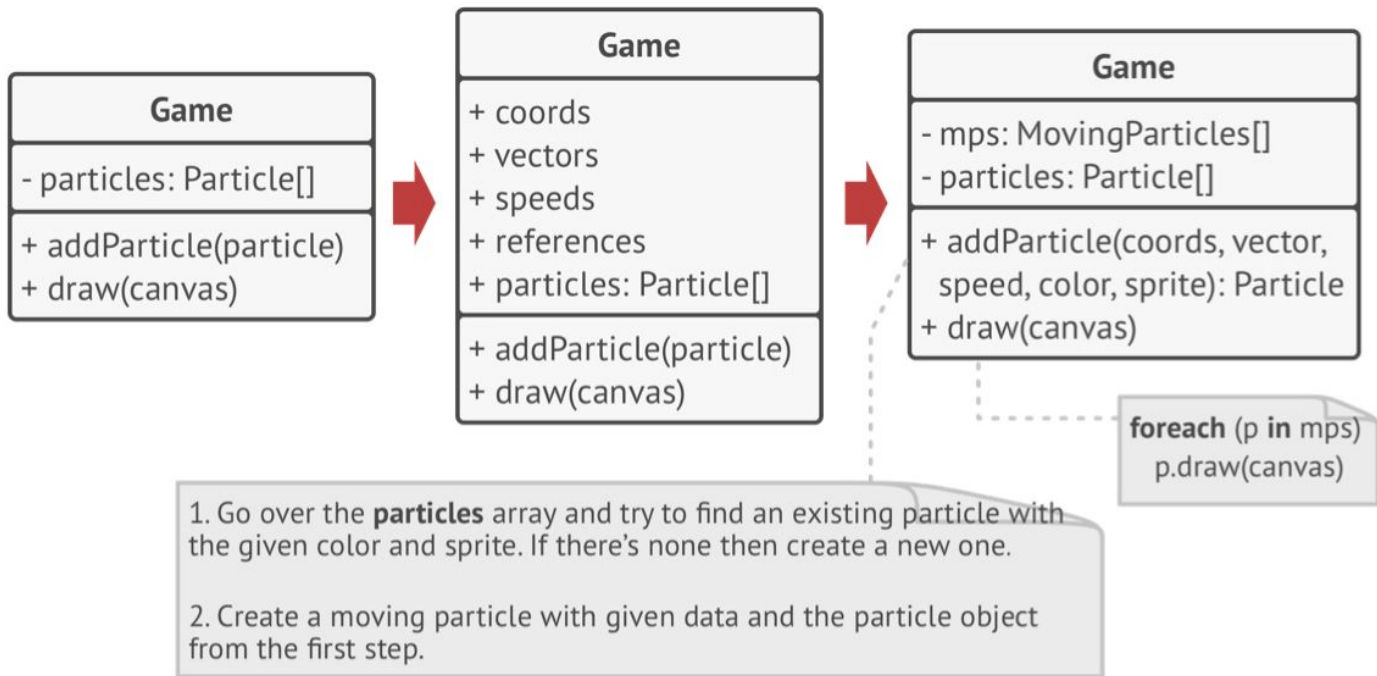 Game
- particles: Particle[]
+ addParticle(particle)
+ draw(canvas)
Game
+ coords
+ vectors
+ speeds
+ references
+ particles: Particle[]
+ addParticle(particle)
+ draw(canvas)
Game
- mps: MovingParticles[]
- particles: Particle[]
+ addParticle(coords, vector,
speed, color, sprite): Particle
+ draw(canvas)
foreach (p in mps)
p.draw(canvas)
1. Go over the particles array and try to find an existing particle with
the given color and sprite. If there’s none then create a new one.
2. Create a moving particle with given data and the particle object
from the first step.